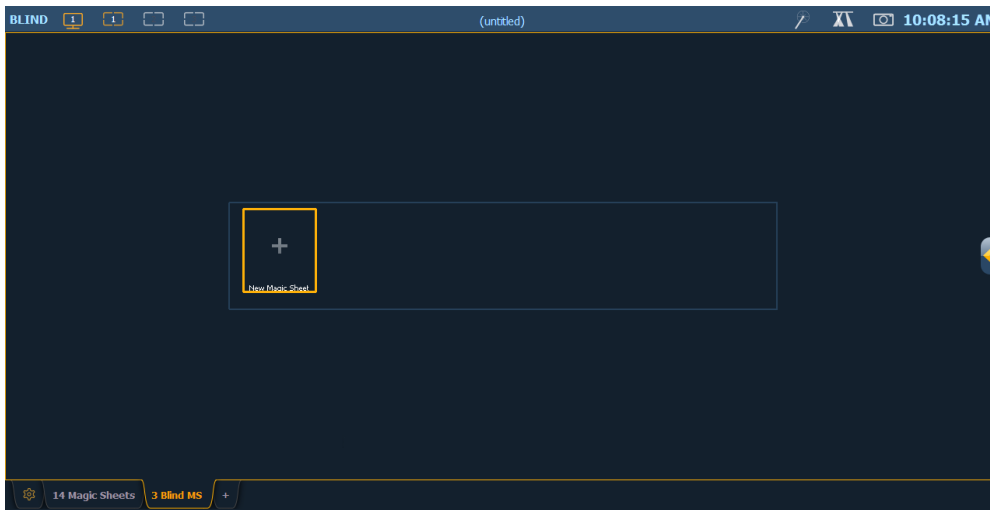 BLIND 1 1 (untitled) 10:08:15 AM
+
New Magic Sheet
14 Magic Sheets 3 Blind MS +